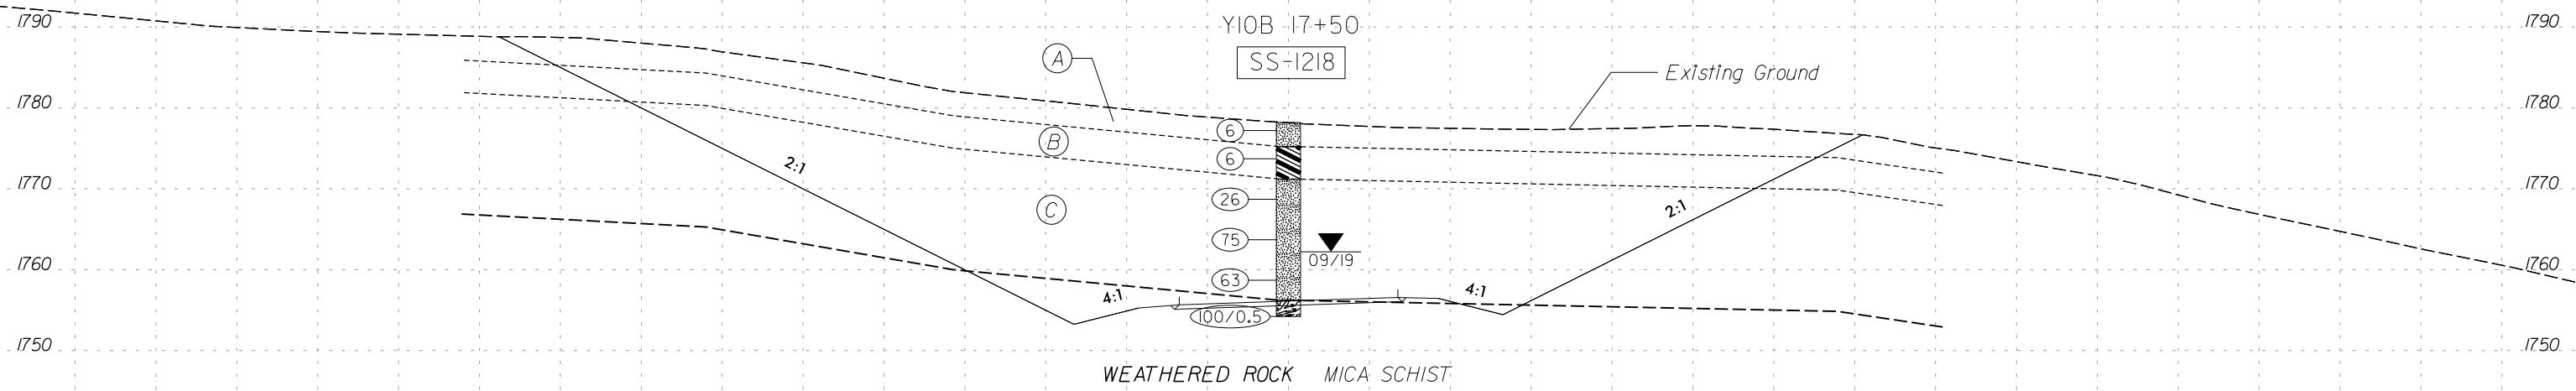 1790 1790
Y10B 17+50
SS-1218
A
Existing Ground
1780 1780
6
B
6
2:1
1770 1770
26
C
2:1
75
09/19
1760 1760
63
4:1 4:1
100/0.5
1750 1750
WEATHERED ROCK MICA SCHIST